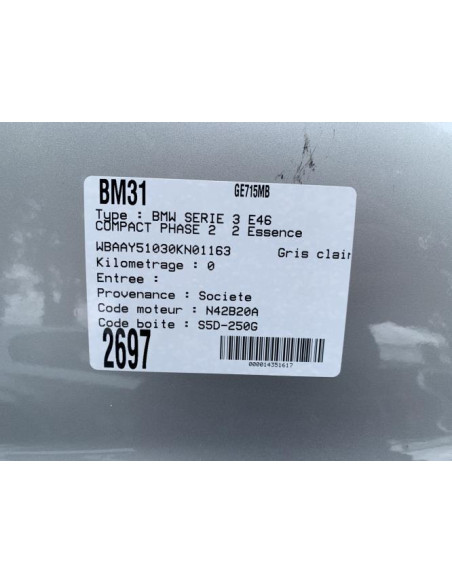 BM31 GE715MB
Type : BMW SERIE 3 E46
COMPACT PHASE 2 2 Essence
WBAAY51030KN01163 Gris clair
Kilometrage : 0
Entree :
Provenance : Societe
Code moteur : N42B20A
Code boite : S5D-250G
2697
000014351617